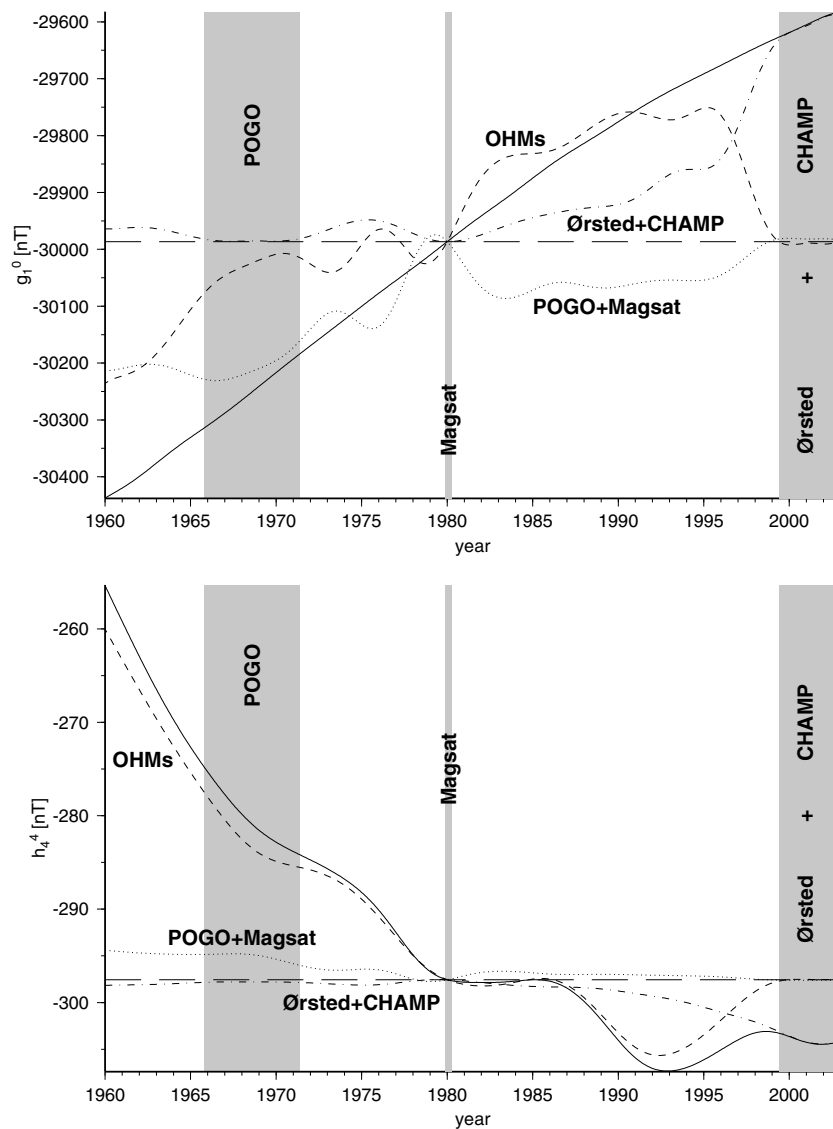 -29600
-29700
-29800
-29900
-30000
-30100
-30200
-30300
-30400
g₁⁰ [nT]
POGO
Magsat
CHAMP
+
Ørsted
OHMs
Ørsted+CHAMP
POGO+Magsat
1960 1965 1970 1975 1980 1985 1990 1995 2000
year
-260
-270
-280
-290
-300
h₄⁴ [nT]
POGO
Magsat
CHAMP
+
Ørsted
OHMs
POGO+Magsat
Ørsted+CHAMP
1960 1965 1970 1975 1980 1985 1990 1995 2000
year